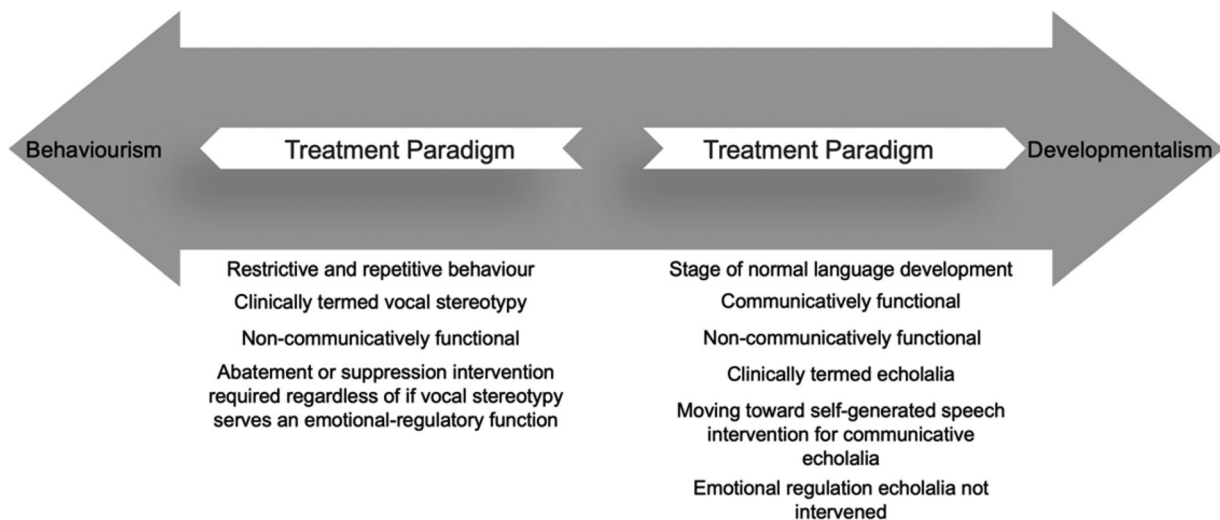 Behaviourism
Treatment Paradigm
Treatment Paradigm
Developmentalism
Restrictive and repetitive behaviour
Clinically termed vocal stereotypy
Non-communicatively functional
Abatement or suppression intervention
required regardless of if vocal stereotypy
serves an emotional-regulatory function
Stage of normal language development
Communicatively functional
Non-communicatively functional
Clinically termed echolalia
Moving toward self-generated speech
intervention for communicative
echolalia
Emotional regulation echolalia not
intervened